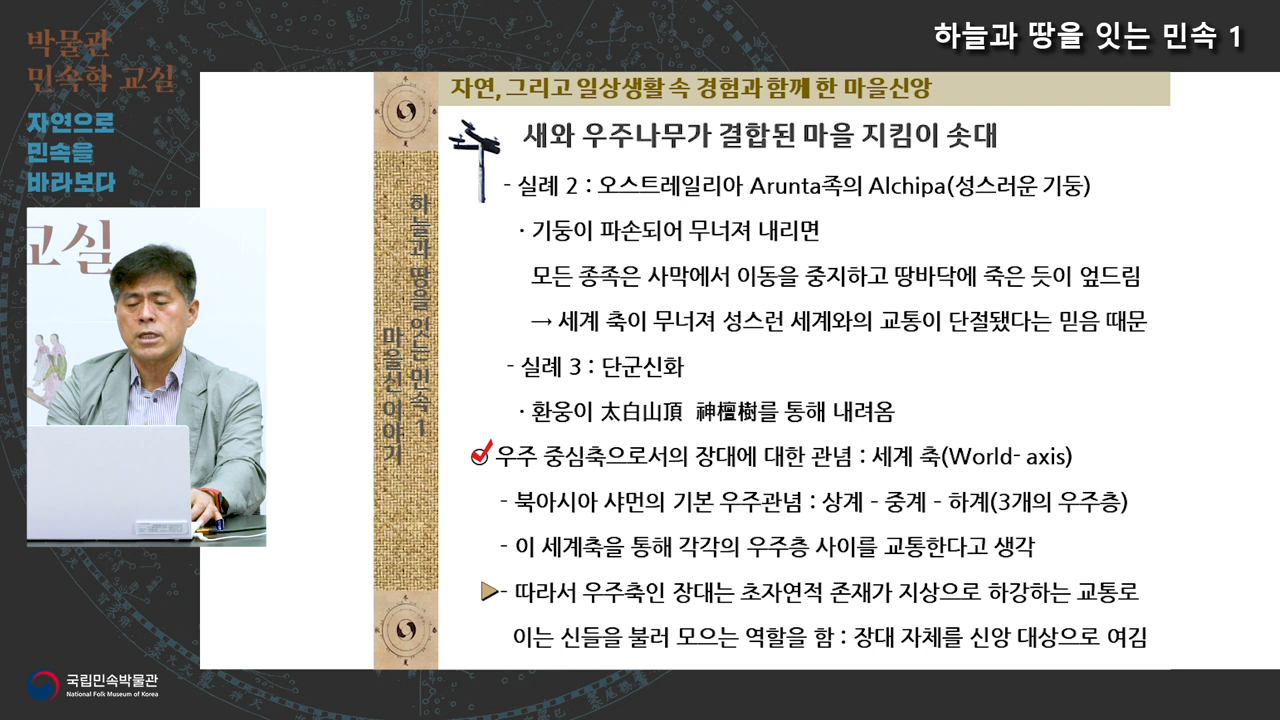 하늘과 땅을 잇는 민속 1
박물관
민속학 교실
자연으로
민속을
바라보다
교실
하늘과 땅을 잇는 민속 1
마을신 이야기
자연, 그리고 일상생활 속 경험과 함께 한 마을신앙
새와 우주나무가 결합된 마을 지킴이 솟대
- 실례 2 : 오스트레일리아 Arunta족의 Alchipa(성스러운 기둥)
· 기둥이 파손되어 무너져 내리면
모든 종족은 사막에서 이동을 중지하고 땅바닥에 죽은 듯이 엎드림
→ 세계 축이 무너져 성스런 세계와의 교통이 단절됐다는 믿음 때문
- 실례 3 : 단군신화
· 환웅이 太白山頂 神檀樹를 통해 내려옴
우주 중심축으로서의 장대에 대한 관념 : 세계 축(World- axis)
- 북아시아 샤먼의 기본 우주관념 : 상계 - 중계 - 하계(3개의 우주층)
- 이 세계축을 통해 각각의 우주층 사이를 교통한다고 생각
- 따라서 우주축인 장대는 초자연적 존재가 지상으로 하강하는 교통로
이는 신들을 불러 모으는 역할을 함 : 장대 자체를 신앙 대상으로 여김
국립민속박물관
National Folk Museum of Korea